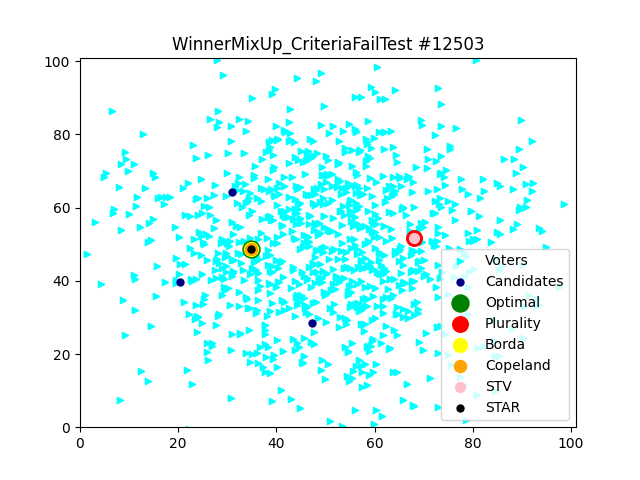 WinnerMixUp_CriteriaFailTest #12503
100
80
60
40
20
0
0 20 40 60 80 100
Voters
Candidates
Optimal
Plurality
Borda
Copeland
STV
STAR